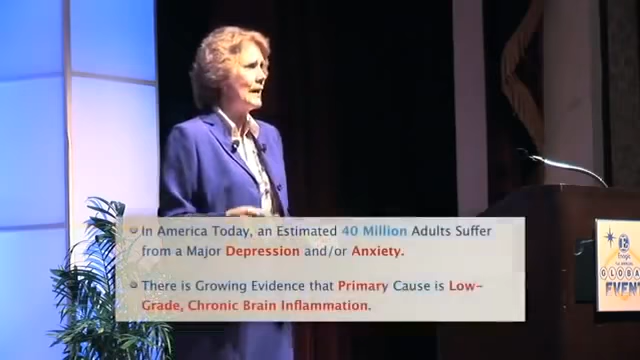 In America Today, an Estimated 40 Million Adults Suffer
from a Major Depression and/or Anxiety.
There is Growing Evidence that Primary Cause is Low-
Grade, Chronic Brain Inflammation.
GLOBAL
EVENT